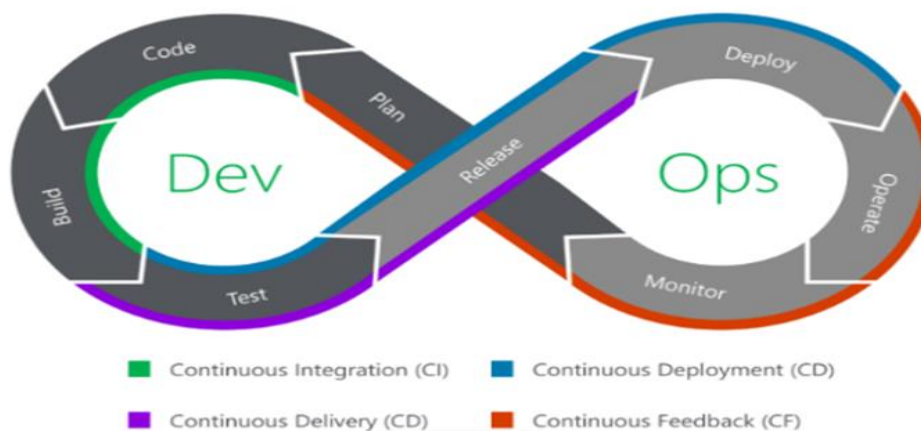 Code
Plan
Deploy
Dev
Release
Ops
Build
Operate
Test
Monitor
Continuous Integration (CI)
Continuous Deployment (CD)
Continuous Delivery (CD)
Continuous Feedback (CF)